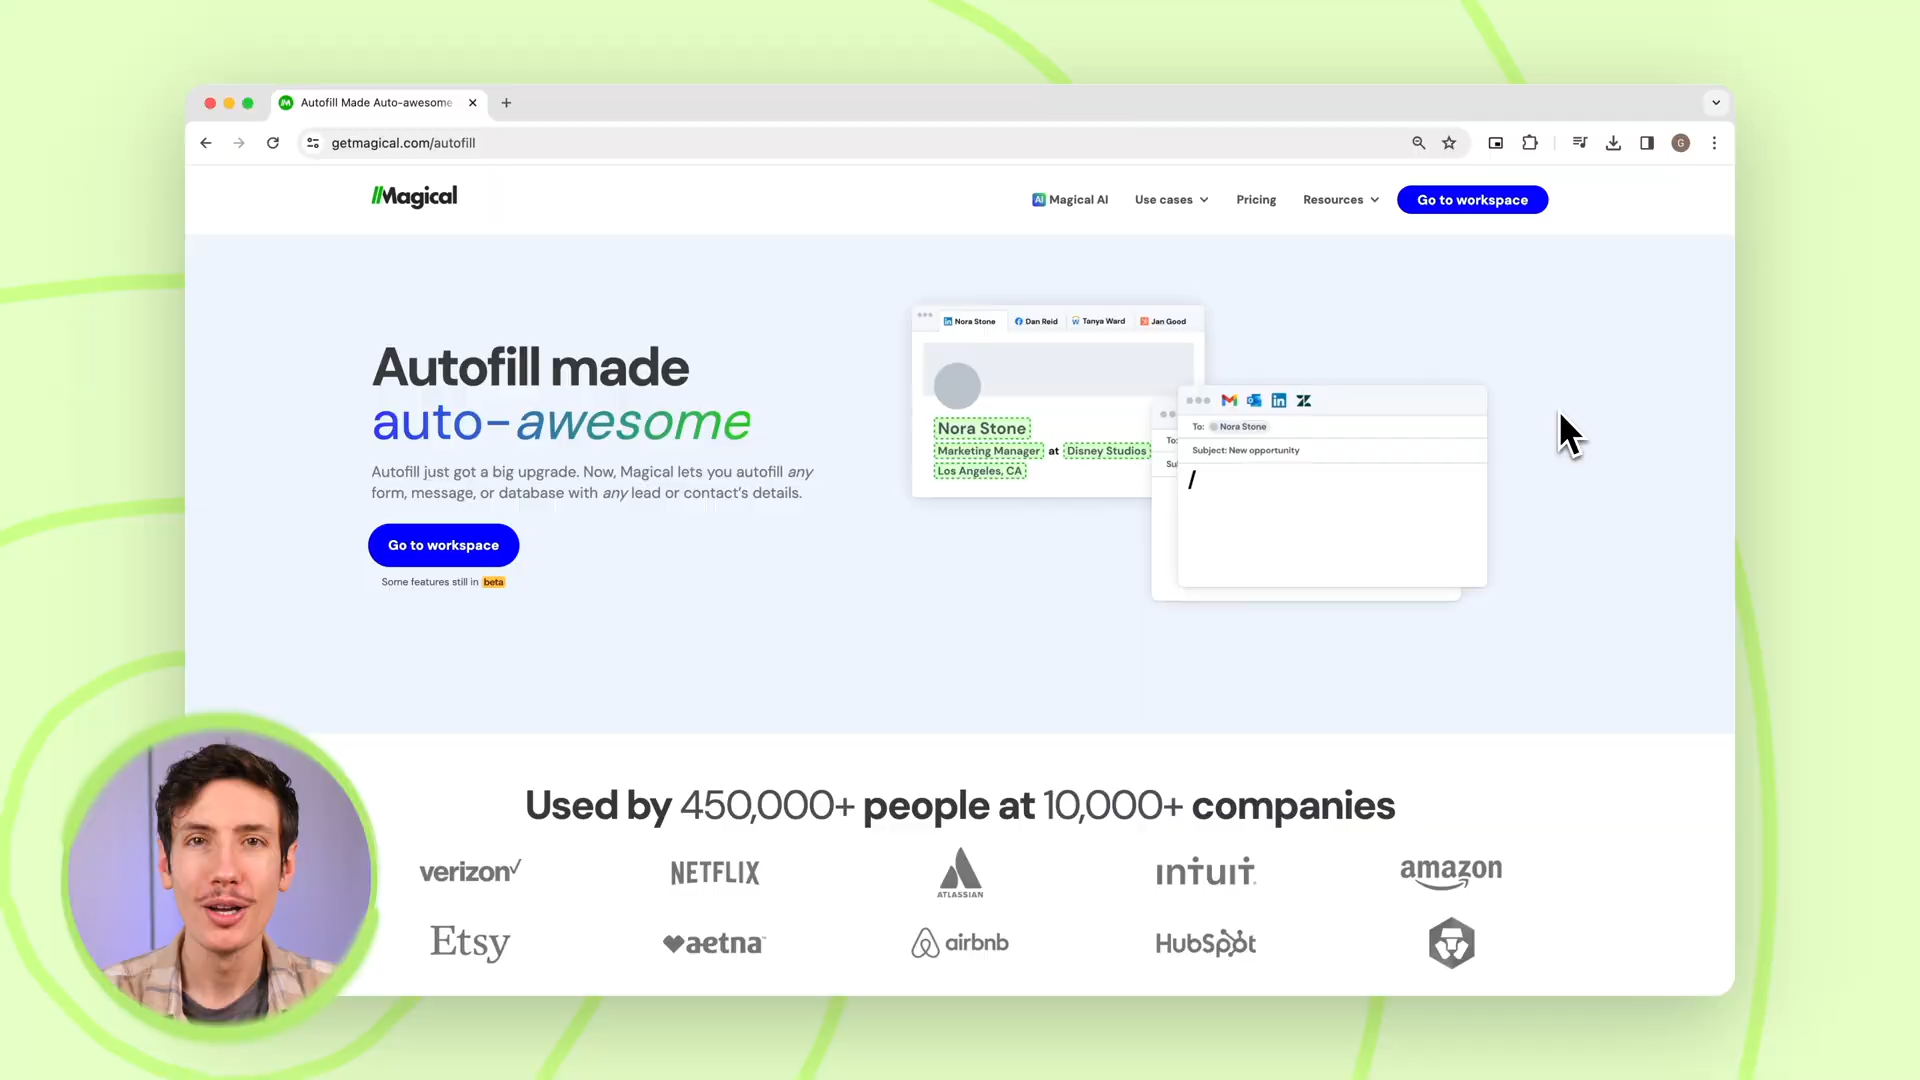 Autofill Made Auto-awesome
getmagical.com/autofill
G
Magical
AI Magical AI
Use cases
Pricing
Resources
Go to workspace
Autofill made
auto-awesome
Autofill just got a big upgrade. Now, Magical lets you autofill any
form, message, or database with any lead or contact's details.
Go to workspace
Some features still in beta
Nora Stone
Dan Reid
Tanya Ward
Jan Good
Nora Stone
Marketing Manager at Disney Studios
Los Angeles, CA
To:
Su
To: Nora Stone
Subject: New opportunity
/
Used by 450,000+ people at 10,000+ companies
verizon
NETFLIX
ATLASSIAN
intuit
amazon
Etsy
aetna
airbnb
HubSpot